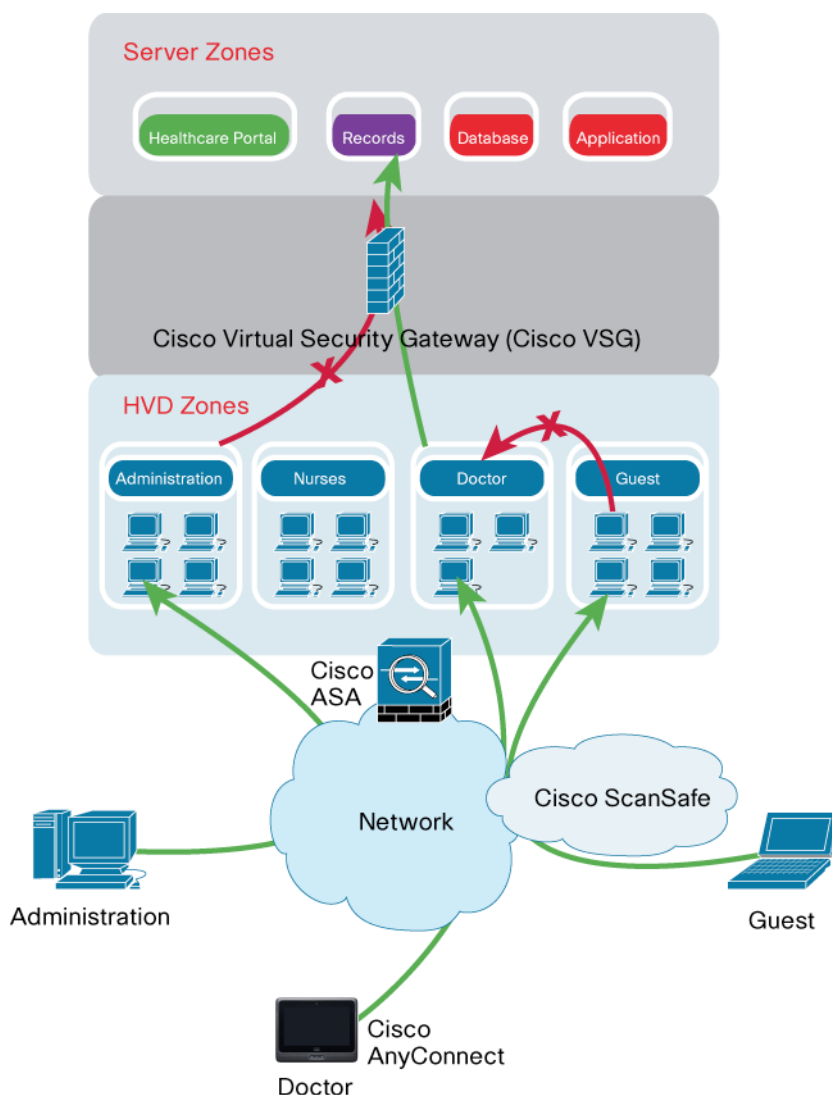 Server Zones
Healthcare Portal
Records
Database
Application
Cisco Virtual Security Gateway (Cisco VSG)
HVD Zones
Administration
Nurses
Doctor
Guest
? ? ? ? ? ? ? ?
? ? ? ? ? ? ?
Cisco
ASA
Network
Cisco ScanSafe
Administration
Guest
Cisco
AnyConnect
Doctor